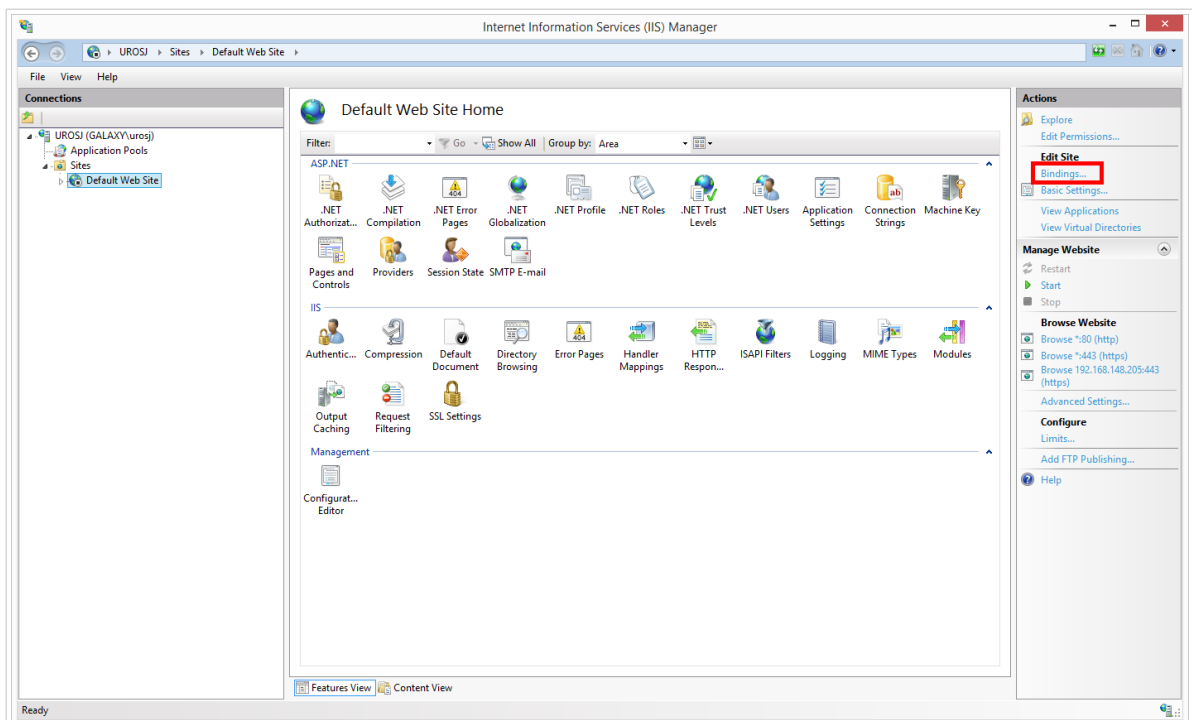 Internet Information Services (IIS) Manager
UROSJ Sites Default Web Site
File View Help
Connections
UROSJ (GALAXY\urosj)
Application Pools
Sites
Default Web Site
Default Web Site Home
Filter: Go Show All Group by: Area
ASP.NET
.NET Authorizat...
.NET Compilation
.NET Error Pages
.NET Globalization
.NET Profile
.NET Roles
.NET Trust Levels
.NET Users
Application Settings
Connection Strings
Machine Key
Pages and Controls
Providers
Session State
SMTP E-mail
IIS
Authentic...
Compression
Default Document
Directory Browsing
Error Pages
Handler Mappings
HTTP Respon...
ISAPI Filters
Logging
MIME Types
Modules
Output Caching
Request Filtering
SSL Settings
Management
Configurat... Editor
Features View Content View
Actions
Explore
Edit Permissions...
Edit Site
Bindings...
Basic Settings...
View Applications
View Virtual Directories
Manage Website
Restart
Start
Stop
Browse Website
Browse *:80 (http)
Browse *:443 (https)
Browse 192.168.148.205:443
(https)
Advanced Settings...
Configure
Limits...
Add FTP Publishing...
Help
Ready